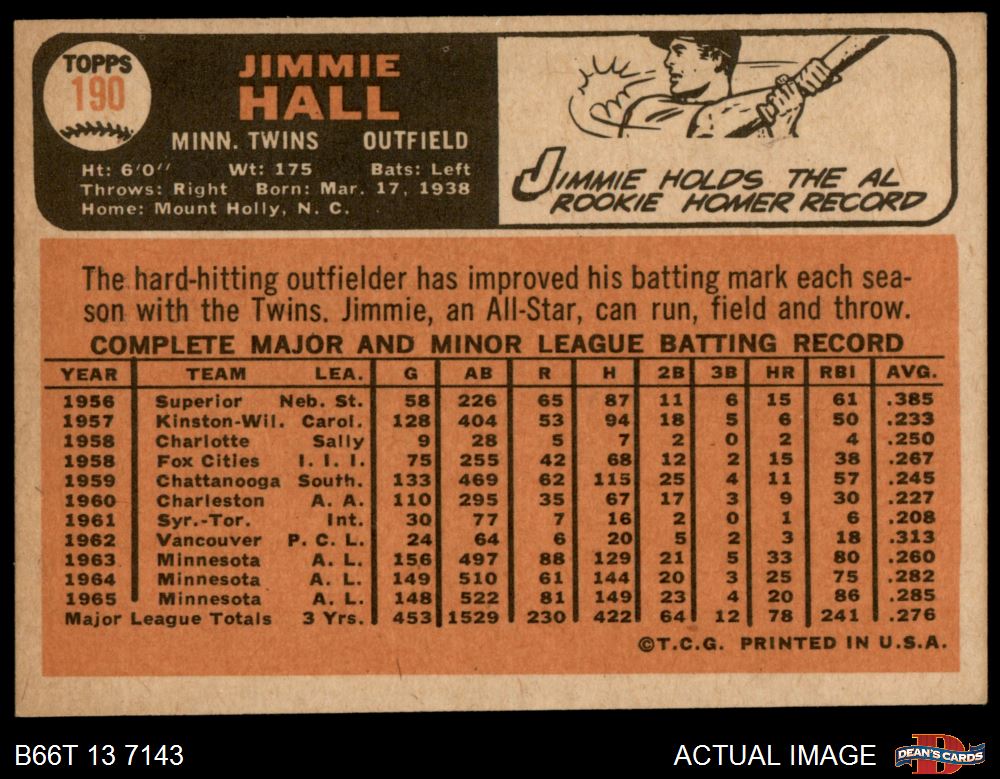 TOPPS
190
JIMMIE
HALL
MINN. TWINS OUTFIELD
Ht: 6'0" Wt: 175 Bats: Left
Throws: Right Born: Mar. 17, 1938
Home: Mount Holly, N. C.
JIMMIE HOLDS THE AL
ROOKIE HOMER RECORD
The hard-hitting outfielder has improved his batting mark each sea-
son with the Twins. Jimmie, an All-Star, can run, field and throw.
COMPLETE MAJOR AND MINOR LEAGUE BATTING RECORD
YEAR TEAM LEA. G AB R H 2B 3B HR RBI AVG.
1956 Superior Neb. St. 58 226 65 87 11 6 15 61 .385
1957 Kinston-Wil. Carol. 128 404 53 94 18 5 6 50 .233
1958 Charlotte Sally 9 28 5 7 2 0 2 4 .250
1958 Fox Cities I. I. I. 75 255 42 68 12 2 15 38 .267
1959 Chattanooga South. 133 469 62 115 25 4 11 57 .245
1960 Charleston A. A. 110 295 35 67 17 3 9 30 .227
1961 Syr.-Tor. Int. 30 77 7 16 2 0 1 6 .208
1962 Vancouver P. C. L. 24 64 6 20 5 2 3 18 .313
1963 Minnesota A. L. 156 497 88 129 21 5 33 80 .260
1964 Minnesota A. L. 149 510 61 144 20 3 25 75 .282
1965 Minnesota A. L. 148 522 81 149 23 4 20 86 .285
Major League Totals 3 Yrs. 453 1529 230 422 64 12 78 241 .276
©T.C.G. PRINTED IN U.S.A.
B66T 13 7143 ACTUAL IMAGE
DEAN'S CARDS